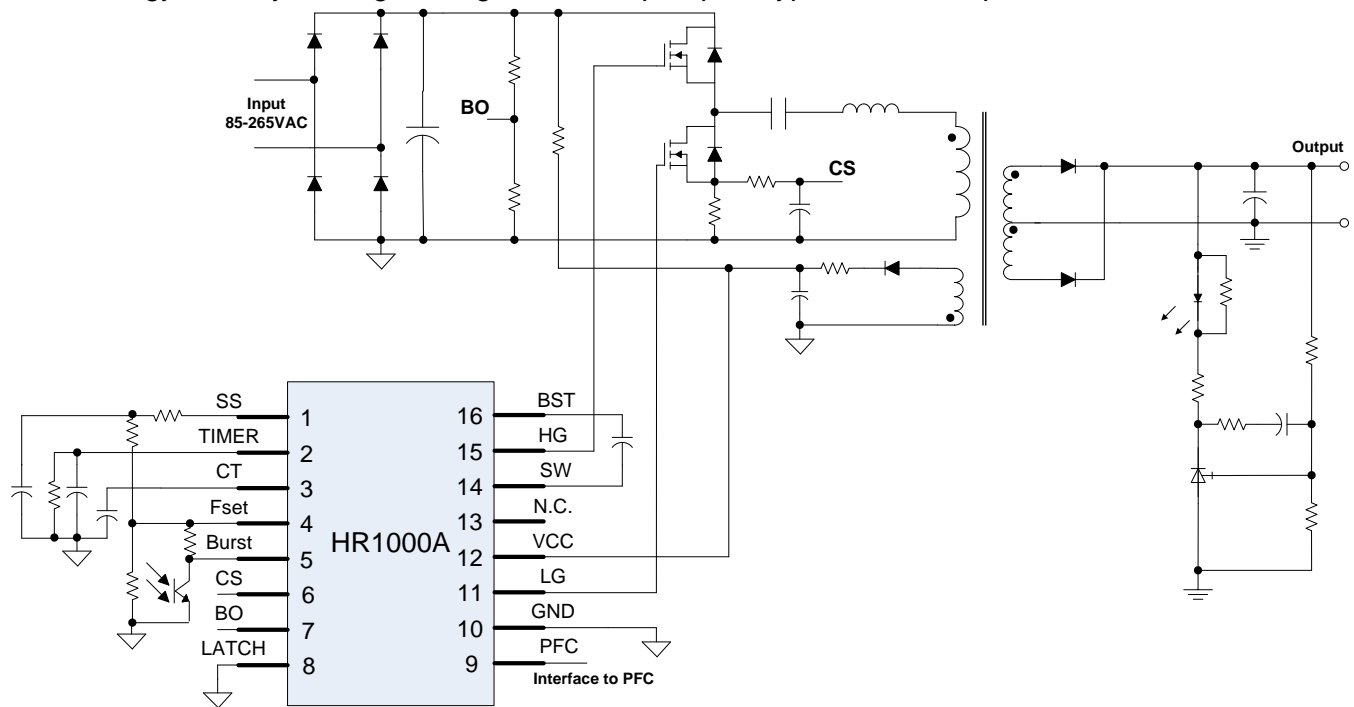 Input
85-265VAC
BO
CS
Output
SS
TIMER
CT
Fset
Burst
CS
BO
LATCH
1
2
3
4
5
6
7
8
HR1000A
16
15
14
13
12
11
10
9
BST
HG
SW
N.C.
VCC
LG
GND
PFC
Interface to PFC